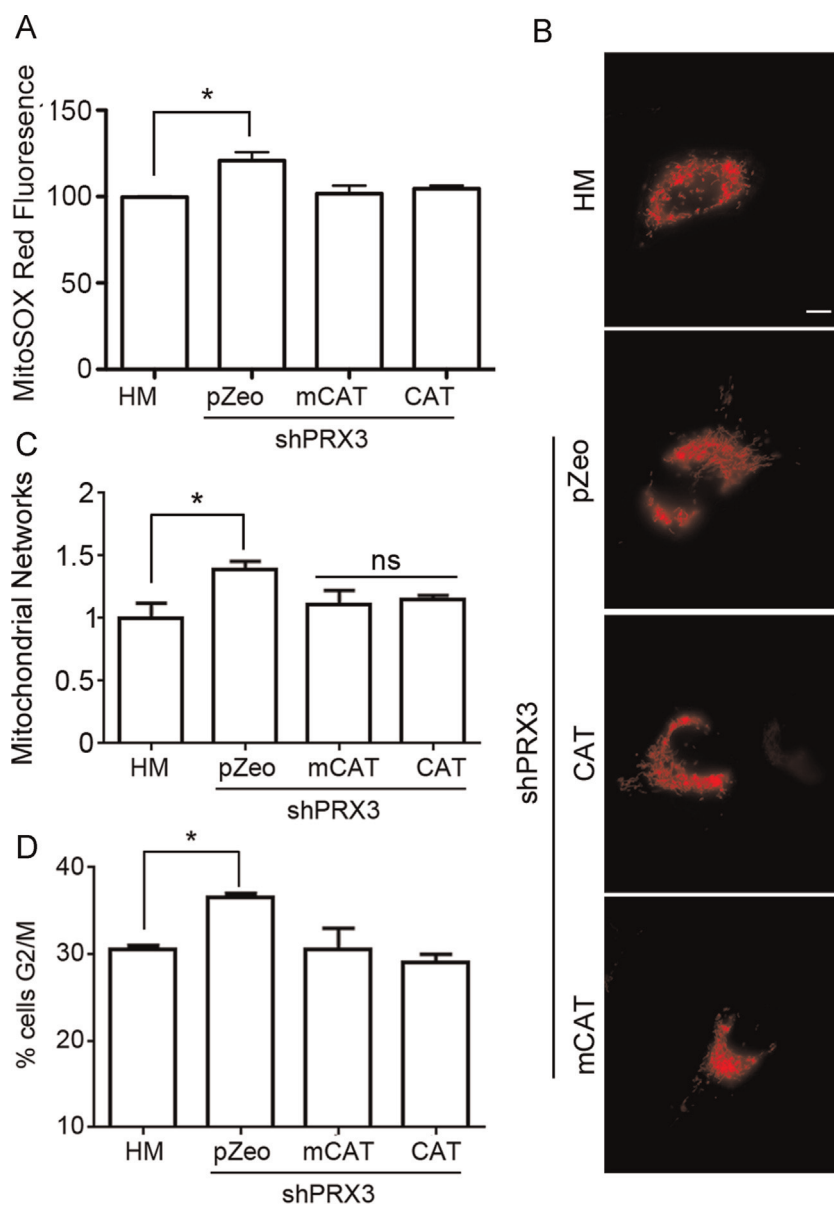 A
MitoSOX Red Fluoresence
150
100
50
0
*
HM
pZeo
mCAT
CAT
shPRX3
C
Mitochondrial Networks
2
1.5
1
0.5
0
*
ns
HM
pZeo
mCAT
CAT
shPRX3
D
% cells G2/M
40
30
20
10
*
HM
pZeo
mCAT
CAT
shPRX3
B
HM
pZeo
CAT
mCAT
shPRX3